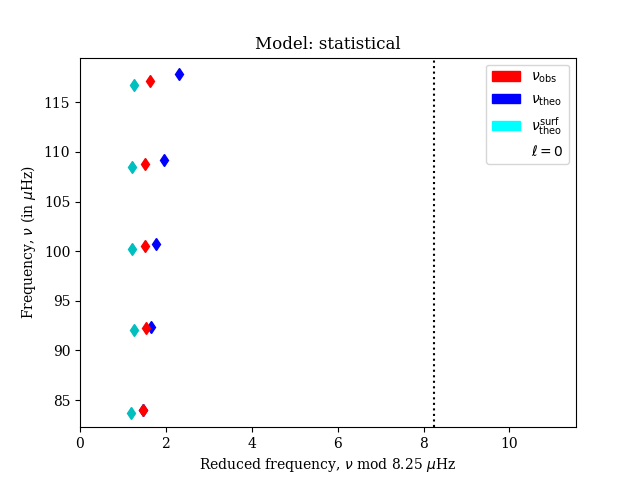 Model: statistical
Frequency, ν (in μHz)
115
110
105
100
95
90
85
ν_obs
ν_theo
ν_theo^surf
ℓ = 0
0 2 4 6 8 10
Reduced frequency, ν mod 8.25 μHz